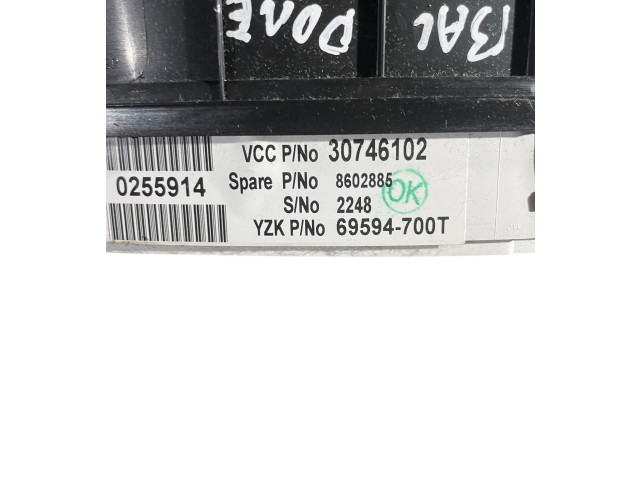 DONE BAL
VCC P/No 30746102
0255914
Spare P/No 8602885
OK
S/No 2248
YZK P/No 69594-700T